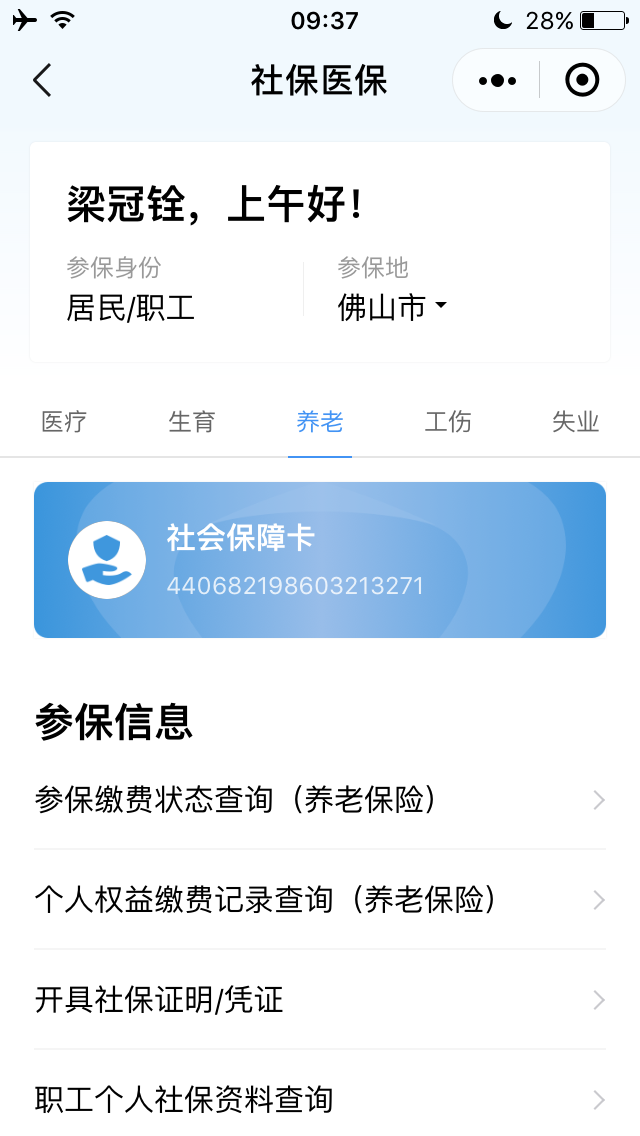 09:37
28%
社保医保
梁冠铨，上午好！
参保身份
参保地
居民/职工
佛山市
医疗
生育
养老
工伤
失业
社会保障卡
440682198603213271
参保信息
参保缴费状态查询（养老保险）
个人权益缴费记录查询（养老保险）
开具社保证明/凭证
职工个人社保资料查询